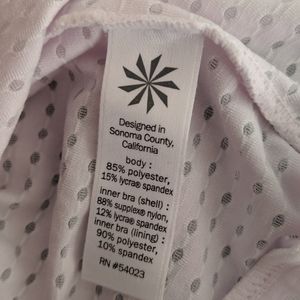 Designed in
Sonoma County,
California
body :
85% polyester,
15% lycra® spandex
inner bra (shell) :
88% supplex® nylon,
12% lycra® spandex
inner bra (lining) :
90% polyester,
10% spandex
RN #54023